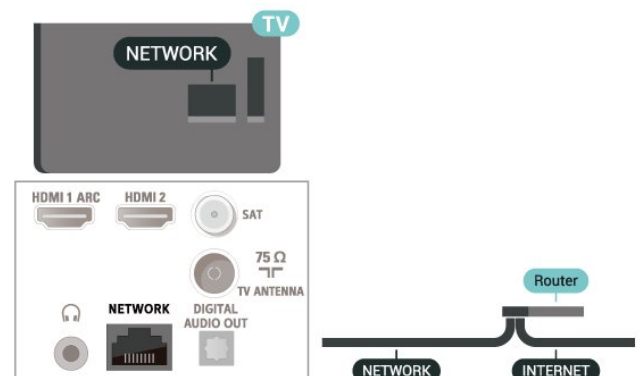 TV
NETWORK
HDMI 1 ARC HDMI 2
SAT
75 Ω
TV ANTENNA
NETWORK DIGITAL
AUDIO OUT
Router
NETWORK INTERNET